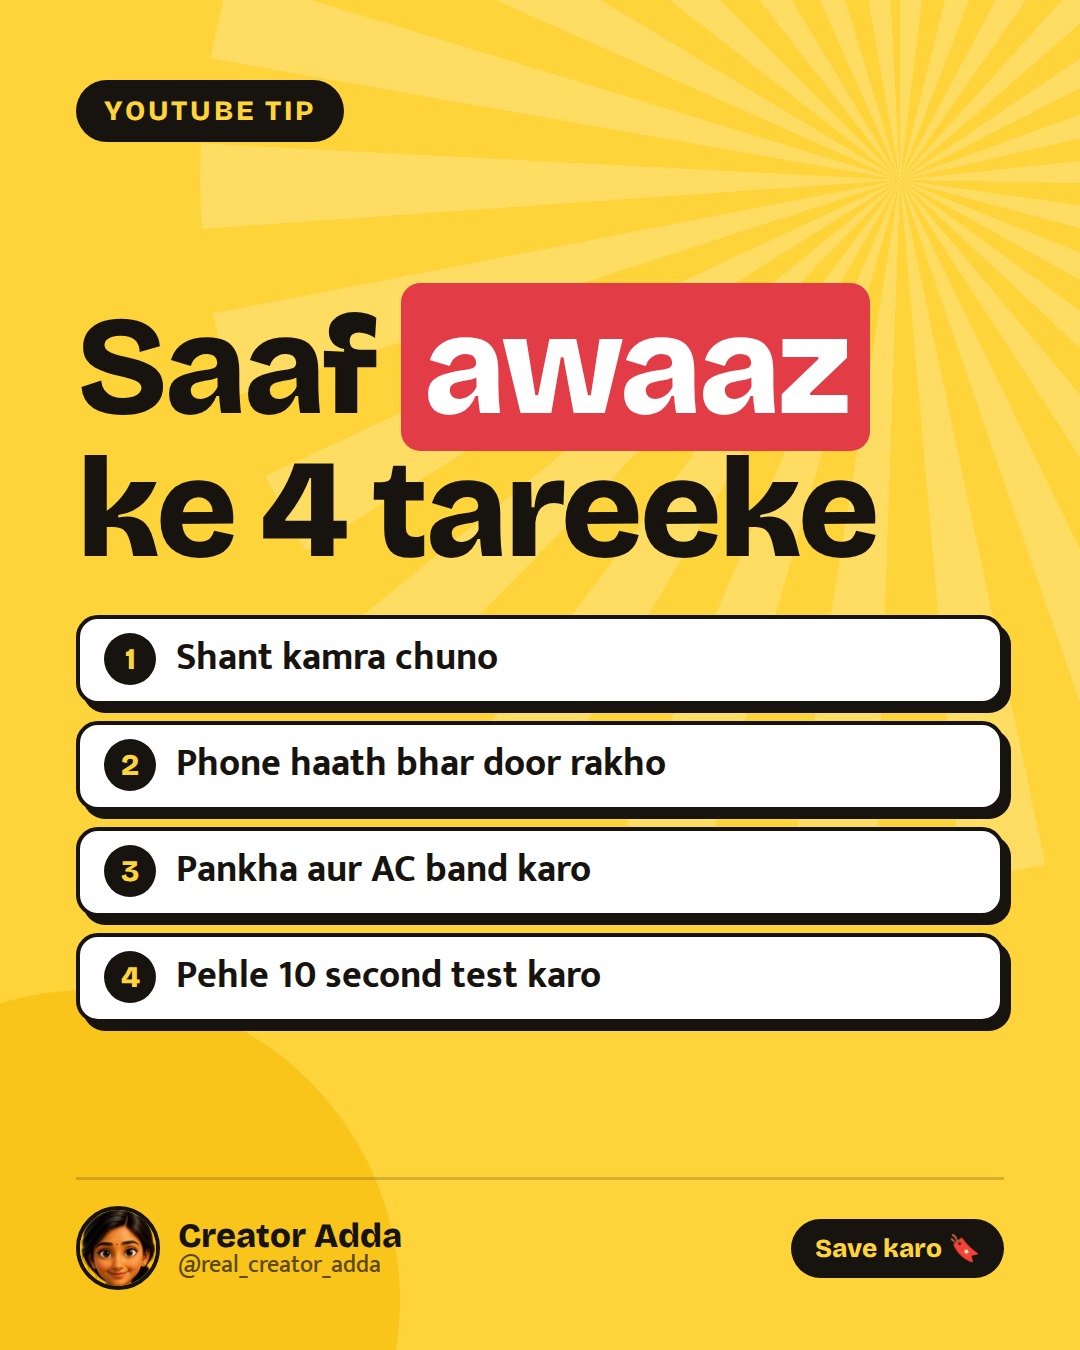 YOUTUBE TIP
Saaf awaaz
ke 4 tareeke
1 Shant kamra chuno
2 Phone haath bhar door rakho
3 Pankha aur AC band karo
4 Pehle 10 second test karo
Creator Adda
@real_creator_adda
Save karo 🔖